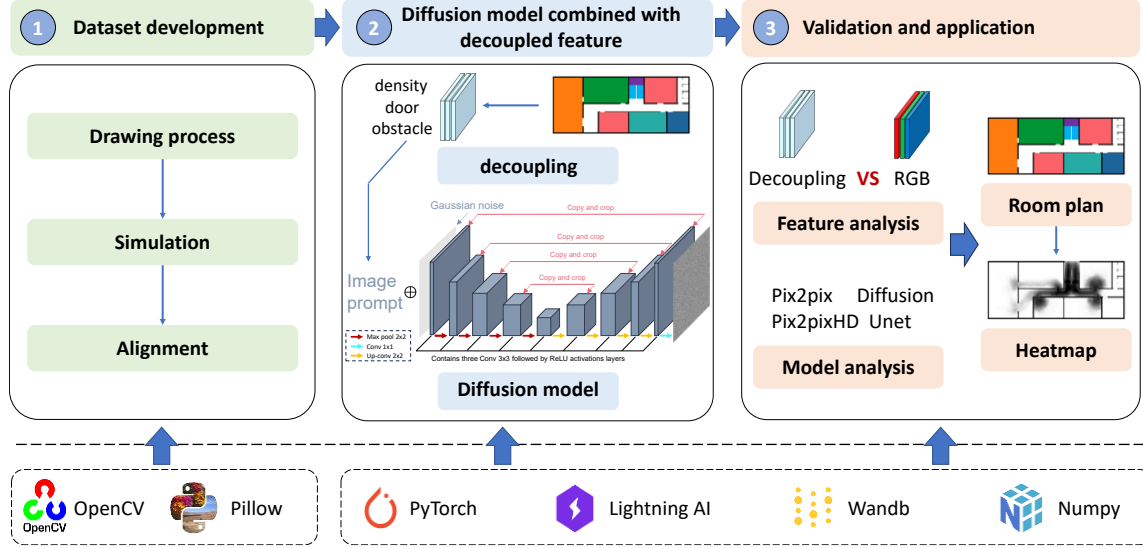 1 Dataset development
2 Diffusion model combined with
decoupled feature
3 Validation and application
Drawing process
Simulation
Alignment
density
door
obstacle
decoupling
Gaussian noise
Copy and crop
Copy and crop
Copy and crop
Copy and crop
Image
prompt
Max pool 2x2
Conv 1x1
Up-conv 2x2
Contains three Conv 3x3 followed by ReLU activations layers
Diffusion model
Decoupling VS RGB
Feature analysis
Pix2pix Diffusion
Pix2pixHD Unet
Model analysis
Room plan
Heatmap
OpenCV
OpenCV
Pillow
PyTorch
Lightning AI
Wandb
Numpy